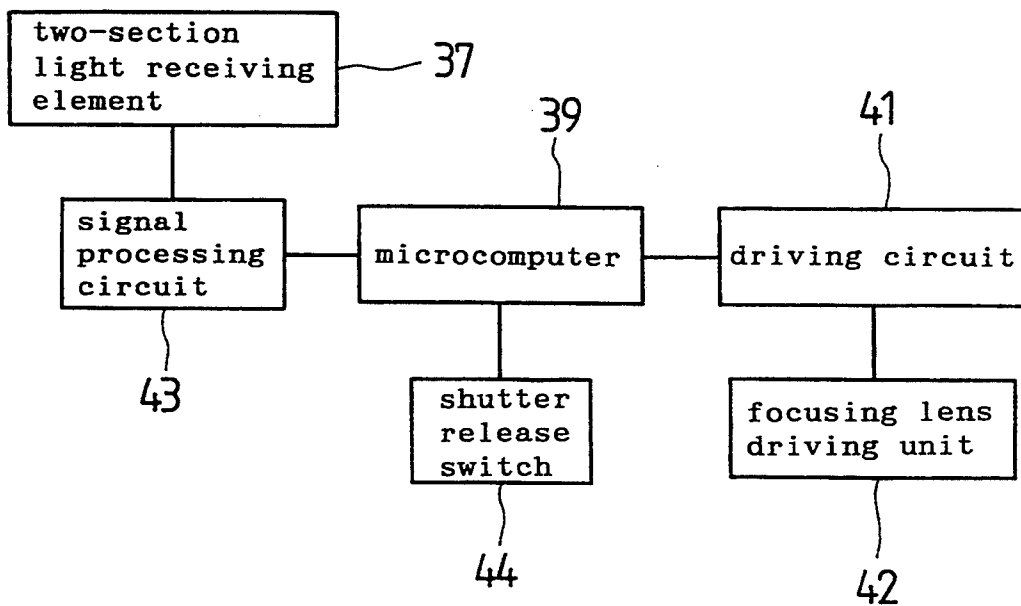 two-section
light receiving
element
37
39
41
signal
processing
circuit
microcomputer
driving circuit
43
shutter
release
switch
focusing lens
driving unit
44
42